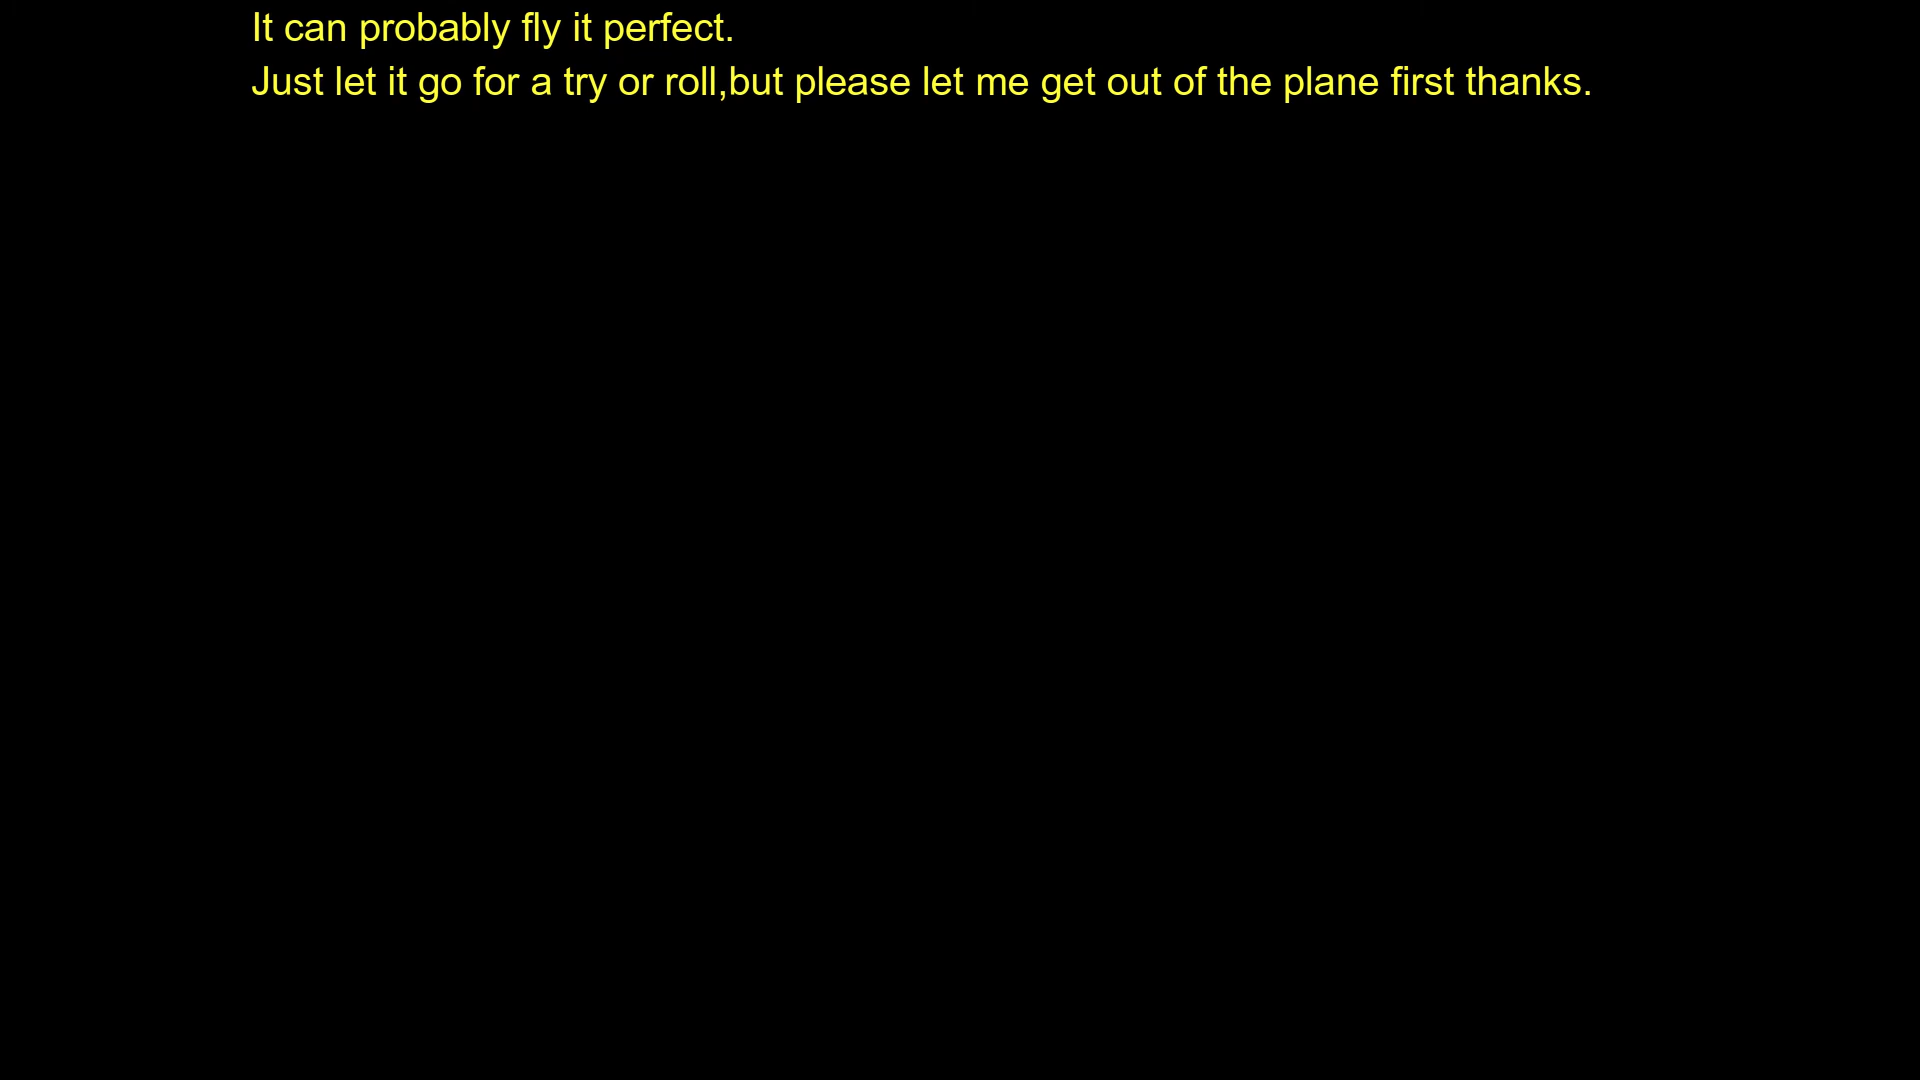 It can probably fly it perfect.
Just let it go for a try or roll,but please let me get out of the plane first thanks.